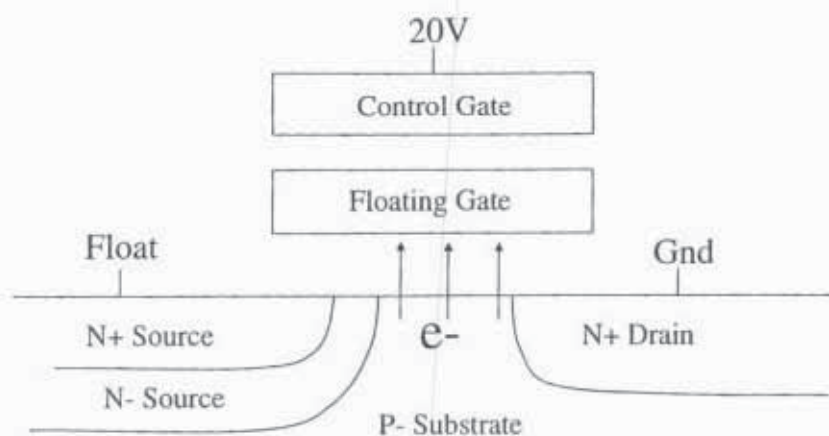 20V
Control Gate
Floating Gate
Float
Gnd
N+ Source
e-
N+ Drain
N- Source
P- Substrate